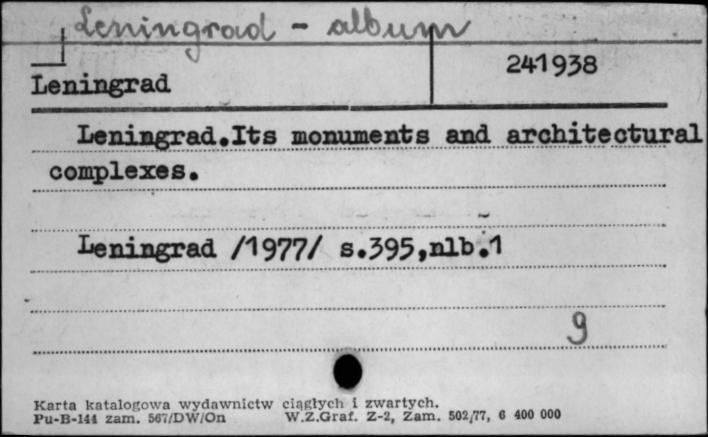 Leningrad - album
241938
Leningrad
Leningrad.Its monuments and architectural
complexes.
Leningrad /1977/ s.395,nlb.1
9
Karta katalogowa wydawnictw ciągłych i zwartych.
Pu-B-144 zam. 567/DW/On W.Z.Graf. Z-2, Zam. 502/77, 6 400 000